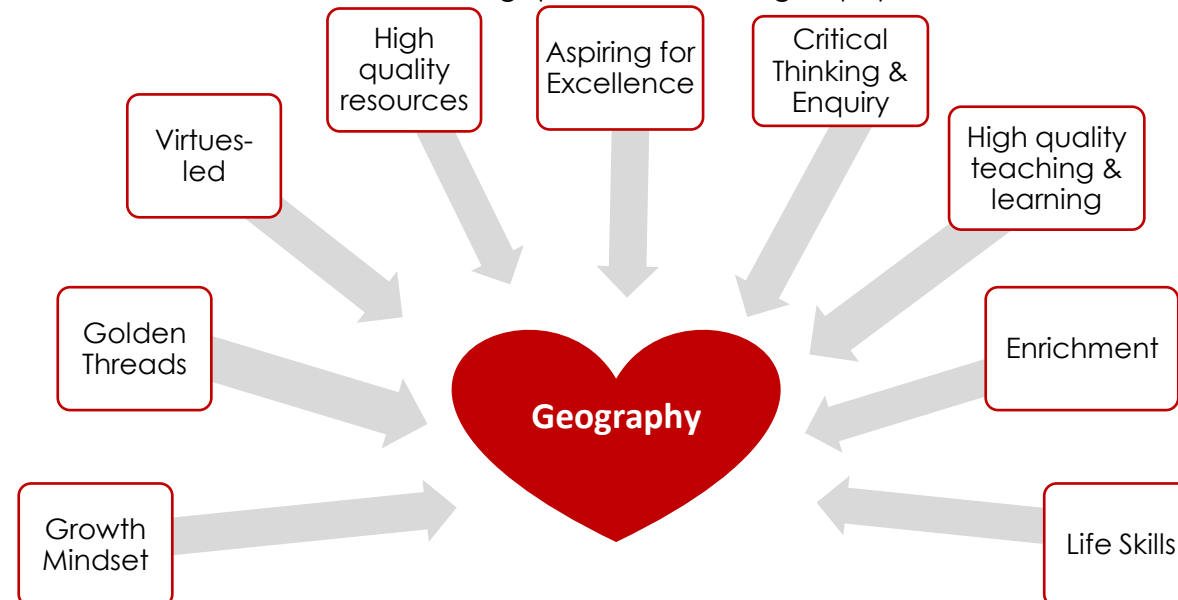 High
quality
resources
Aspiring for
Excellence
Critical
Thinking &
Enquiry
Virtues-
led
High quality
teaching &
learning
Golden
Threads
Enrichment
Geography
Growth
Mindset
Life Skills